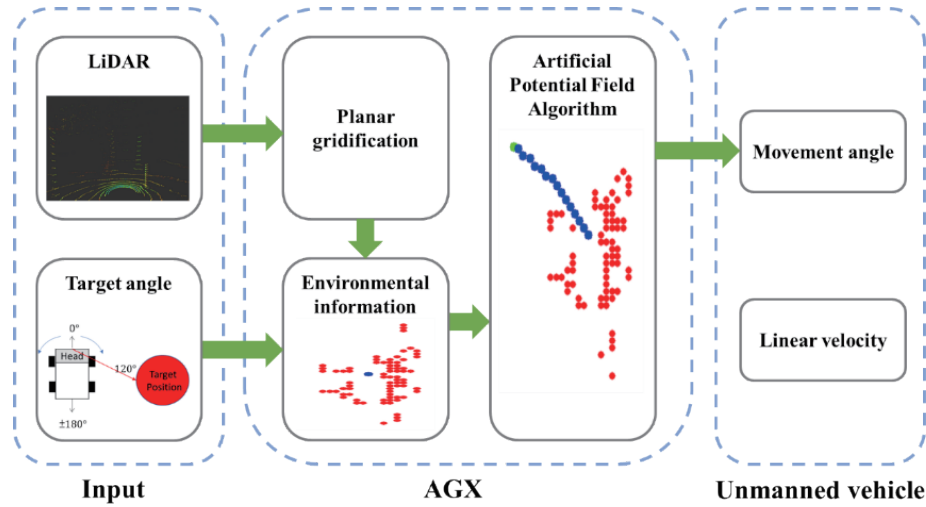 LiDAR
Target angle
0°
Head
120°
Target
Position
±180°
Input
Planar
gridification
Environmental
information
Artificial
Potential Field
Algorithm
AGX
Movement angle
Linear velocity
Unmanned vehicle